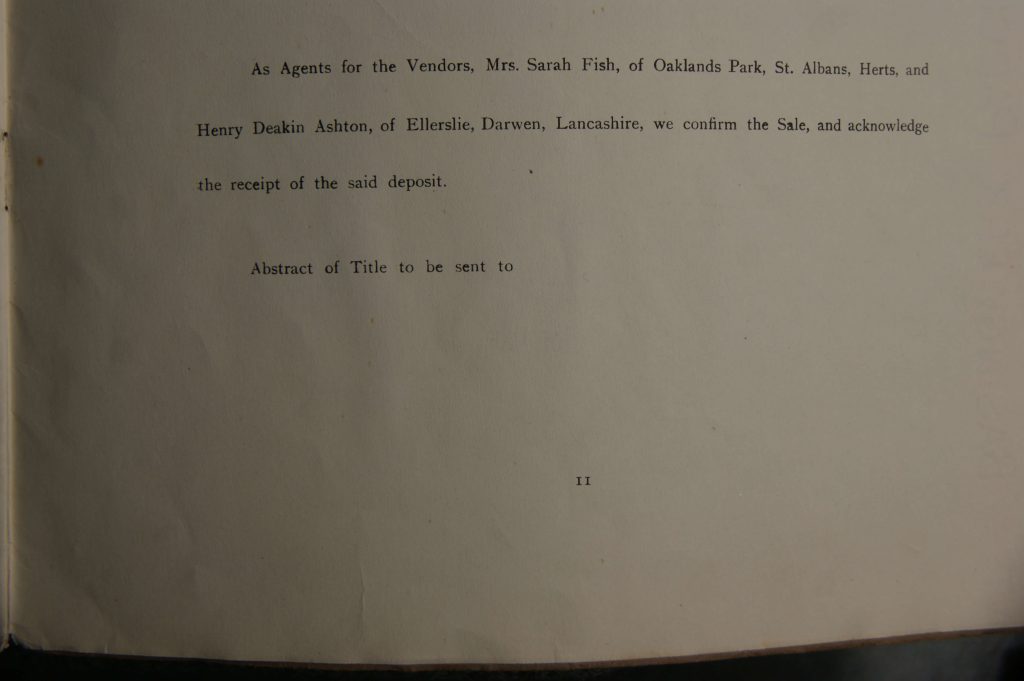 As Agents for the Vendors, Mrs. Sarah Fish, of Oaklands Park, St. Albans, Herts, and
Henry Deakin Ashton, of Ellerslie, Darwen, Lancashire, we confirm the Sale, and acknowledge
the receipt of the said deposit.
Abstract of Title to be sent to
11